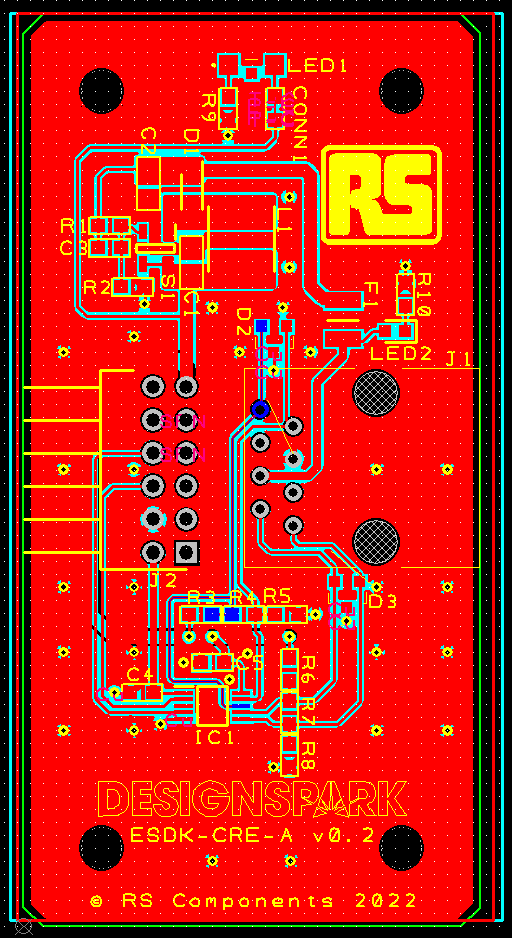 LED1
R9
CONN1
C2
D1
RS
R1
C3
R2
S1
C1
L1
F1
R10
D2
LED2
J1
J2
R3 R4 R5
D3
C5
C4
R6
R7
IC1
R8
DESIGNSPARK
ESDK-CRE-A v0.2
© RS Components 2022